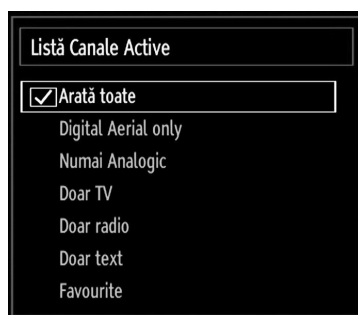 Listă Canale Active
Arată toate
Digital Aerial only
Numai Analogic
Doar TV
Doar radio
Doar text
Favourite